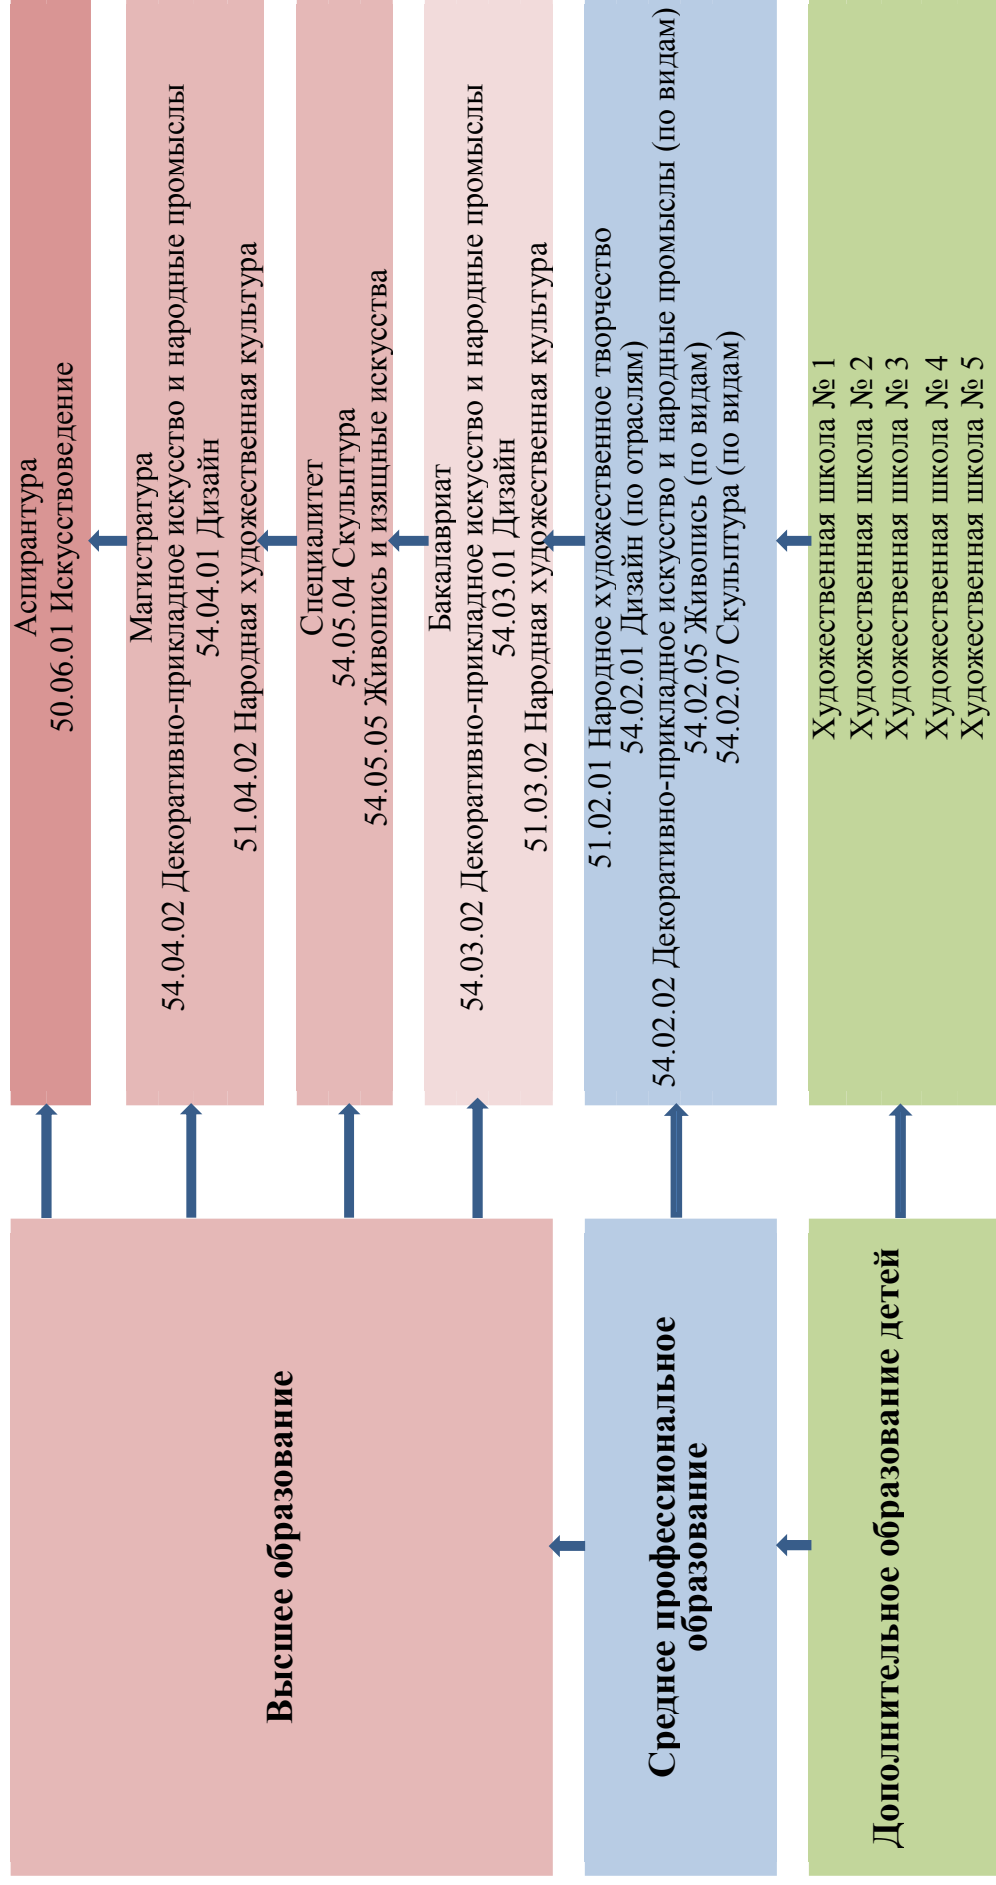 Высшее образование
Аспирантура
50.06.01 Искусствоведение
Магистратура
54.04.02 Декоративно-прикладное искусство и народные промыслы
54.04.01 Дизайн
51.04.02 Народная художественная культура
Специалитет
54.05.04 Скульптура
54.05.05 Живопись и изящные искусства
Бакалавриат
54.03.02 Декоративно-прикладное искусство и народные промыслы
54.03.01 Дизайн
51.03.02 Народная художественная культура
Среднее профессиональное
образование
51.02.01 Народное художественное творчество
54.02.01 Дизайн (по отраслям)
54.02.02 Декоративно-прикладное искусство и народные промыслы (по видам)
54.02.05 Живопись (по видам)
54.02.07 Скульптура (по видам)
Дополнительное образование детей
Художественная школа № 1
Художественная школа № 2
Художественная школа № 3
Художественная школа № 4
Художественная школа № 5